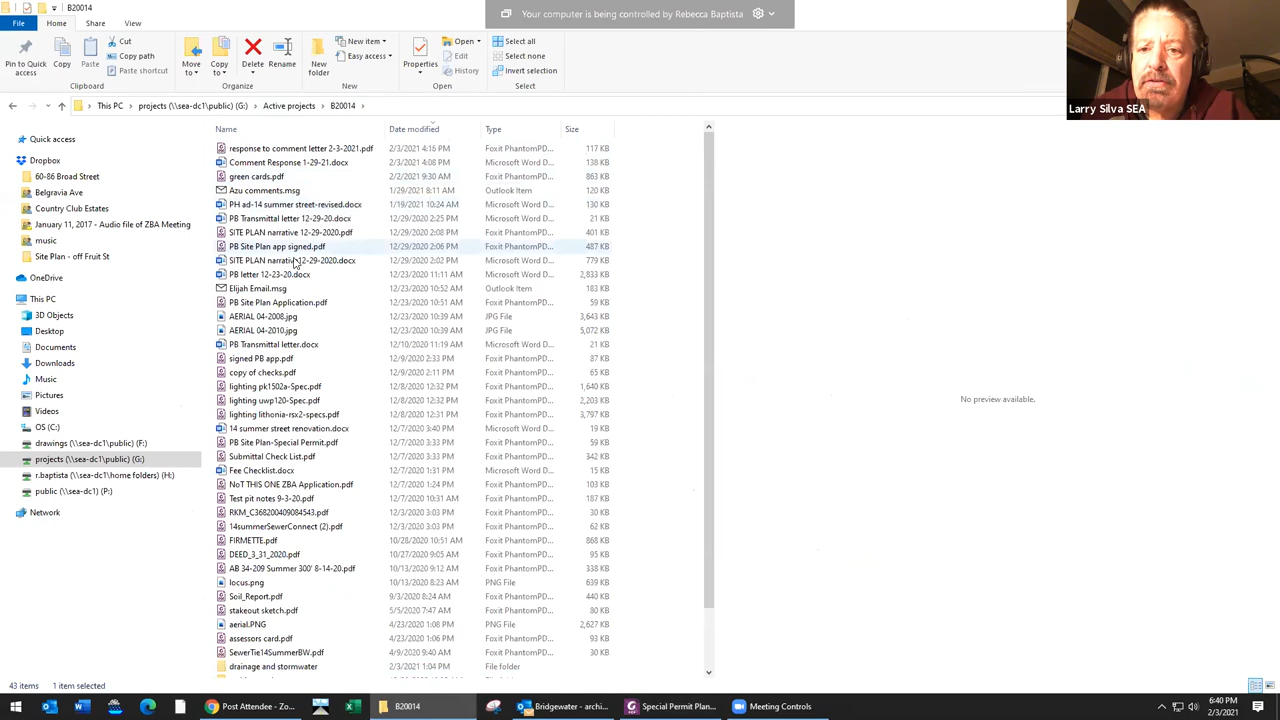 B20014
Your computer is being controlled by Rebecca Baptista
File Home Share View
Pin to Quick access
Copy
Paste
Cut
Copy path
Paste shortcut
Move to
Copy to
Delete
Rename
New folder
New item
Easy access
Properties
Open
Edit
History
Select all
Select none
Invert selection
Organize New Open Select
Larry Silva SEA
This PC > projects (\\sea-dc1\public) (G:) > Active projects > B20014 >
Name Date modified Type Size
Quick access
Dropbox
60-86 Broad Street
Belgravia Ave
Country Club Estates
January 11, 2017 - Audio file of ZBA Meeting
music
Site Plan - off Fruit St
OneDrive
This PC
3D Objects
Desktop
Documents
Downloads
Music
Pictures
Videos
OS (C:)
drawings (\\sea-dc1\public) (F:)
projects (\\sea-dc1\public) (G:)
r.baptista (\\sea-dc1\home folders) (H:)
public (\\sea-dc1) (P:)
Network
response to comment letter 2-3-2021.pdf 2/3/2021 4:16 PM Foxit PhantomPD... 117 KB
Comment Response 1-29-21.docx 2/3/2021 4:08 PM Microsoft Word D... 138 KB
green cards.pdf 2/2/2021 9:30 AM Foxit PhantomPD... 863 KB
Azu comments.msg 1/29/2021 8:11 AM Outlook Item 120 KB
PH ad-14 summer street-revised.docx 1/19/2021 10:24 AM Microsoft Word D... 130 KB
PB Transmittal letter 12-29-20.docx 12/29/2020 2:25 PM Microsoft Word D... 21 KB
SITE PLAN narrative 12-29-2020.pdf 12/29/2020 2:08 PM Foxit PhantomPD... 401 KB
PB Site Plan app signed.pdf 12/29/2020 2:06 PM Foxit PhantomPD... 487 KB
SITE PLAN narrative 12-29-2020.docx 12/29/2020 2:02 PM Microsoft Word D... 779 KB
PB letter 12-23-20.docx 12/23/2020 11:11 AM Microsoft Word D... 2,833 KB
Elijah Email.msg 12/23/2020 10:52 AM Outlook Item 183 KB
PB Site Plan Application.pdf 12/23/2020 10:51 AM Foxit PhantomPD... 59 KB
AERIAL 04-2008.jpg 12/23/2020 10:39 AM JPG File 3,643 KB
AERIAL 04-2010.jpg 12/23/2020 10:39 AM JPG File 5,072 KB
PB Transmittal letter.docx 12/10/2020 11:19 AM Microsoft Word D... 21 KB
signed PB app.pdf 12/9/2020 2:33 PM Foxit PhantomPD... 87 KB
copy of checks.pdf 12/9/2020 2:11 PM Foxit PhantomPD... 65 KB
lighting pk1502a-Spec.pdf 12/8/2020 12:32 PM Foxit PhantomPD... 1,640 KB
lighting uwp120-Spec.pdf 12/8/2020 12:32 PM Foxit PhantomPD... 2,203 KB
lighting lithonia-rsx2-specs.pdf 12/8/2020 12:31 PM Foxit PhantomPD... 3,797 KB
14 summer street renovation.docx 12/7/2020 3:40 PM Microsoft Word D... 248 KB
PB Site Plan-Special Permit.pdf 12/7/2020 3:33 PM Foxit PhantomPD... 59 KB
Submittal Check List.pdf 12/7/2020 3:33 PM Foxit PhantomPD... 342 KB
Fee Checklist.docx 12/7/2020 1:31 PM Microsoft Word D... 15 KB
NoT THIS ONE ZBA Application.pdf 12/7/2020 1:24 PM Foxit PhantomPD... 103 KB
Test pit notes 9-3-20.pdf 12/7/2020 10:31 AM Foxit PhantomPD... 187 KB
RKM_C368200409084543.pdf 12/3/2020 3:03 PM Foxit PhantomPD... 30 KB
14summerSewerConnect (2).pdf 12/3/2020 3:03 PM Foxit PhantomPD... 62 KB
FIRMETTE.pdf 10/28/2020 10:51 AM Foxit PhantomPD... 868 KB
DEED_3_31_2020.pdf 10/27/2020 9:05 AM Foxit PhantomPD... 95 KB
AB 34-209 Summer 300' 8-14-20.pdf 10/13/2020 9:12 AM Foxit PhantomPD... 338 KB
locus.png 10/13/2020 8:23 AM PNG File 639 KB
Soil_Report.pdf 9/3/2020 8:24 AM Foxit PhantomPD... 440 KB
stakeout sketch.pdf 5/5/2020 7:47 AM Foxit PhantomPD... 80 KB
aerial.PNG 4/23/2020 1:08 PM PNG File 2,627 KB
assessors card.pdf 4/23/2020 1:06 PM Foxit PhantomPD... 93 KB
SewerTie14SummerBW.pdf 4/9/2020 9:40 AM Foxit PhantomPD... 30 KB
drainage and stormwater 2/3/2021 1:04 PM File folder
No preview available.
43 items 1 item selected
Post Attendee - Zo...
B20014
Bridgewater - archi...
Special Permit Plan...
Meeting Controls
6:40 PM
2/3/2021